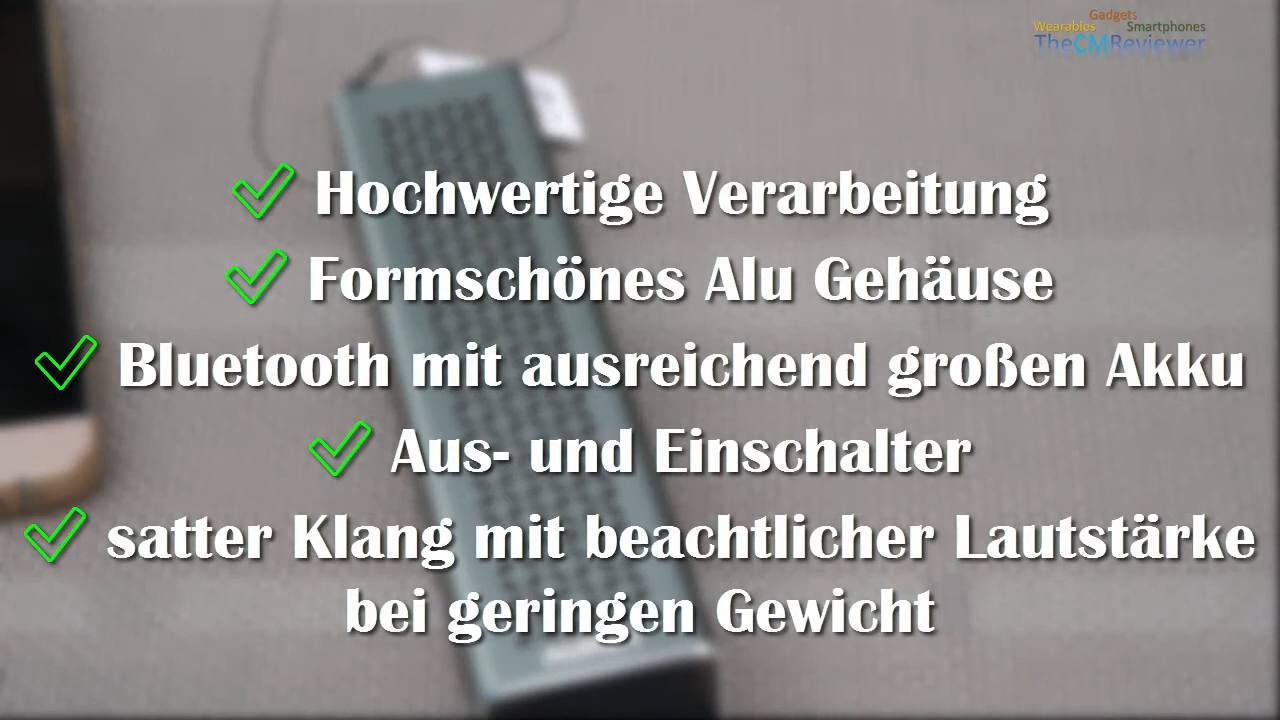 Gadgets
Wearables Smartphones
TheCMReviewer
Hochwertige Verarbeitung
Formschönes Alu Gehäuse
Bluetooth mit ausreichend großen Akku
Aus- und Einschalter
satter Klang mit beachtlicher Lautstärke
bei geringen Gewicht